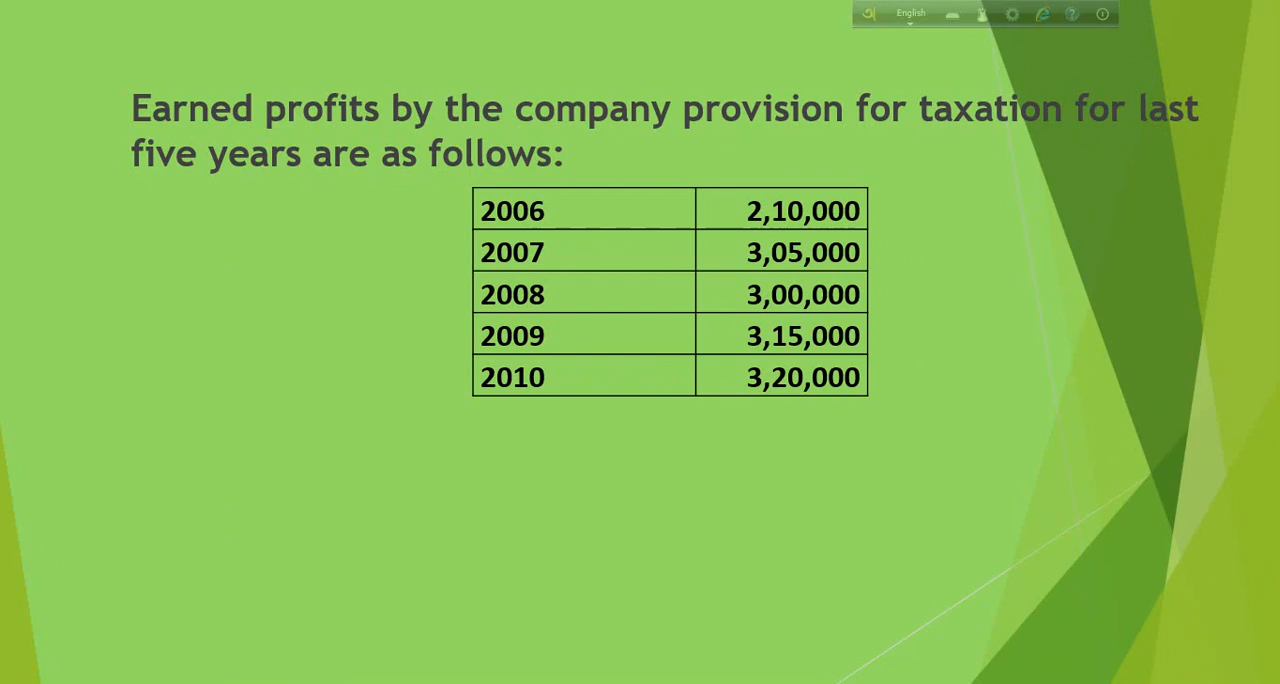 অ English
Earned profits by the company provision for taxation for last
five years are as follows:
2006 2,10,000
2007 3,05,000
2008 3,00,000
2009 3,15,000
2010 3,20,000